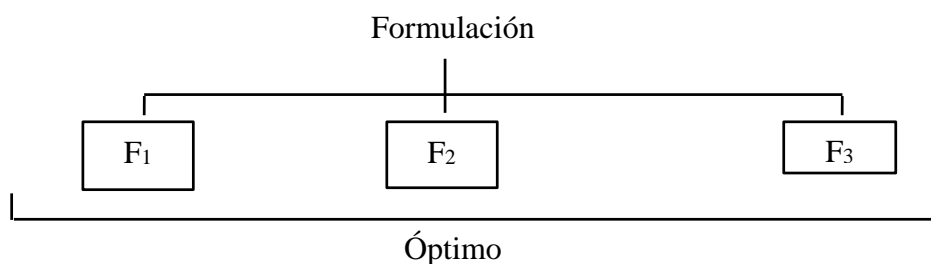 Formulación
F₁ F₂ F₃
Óptimo